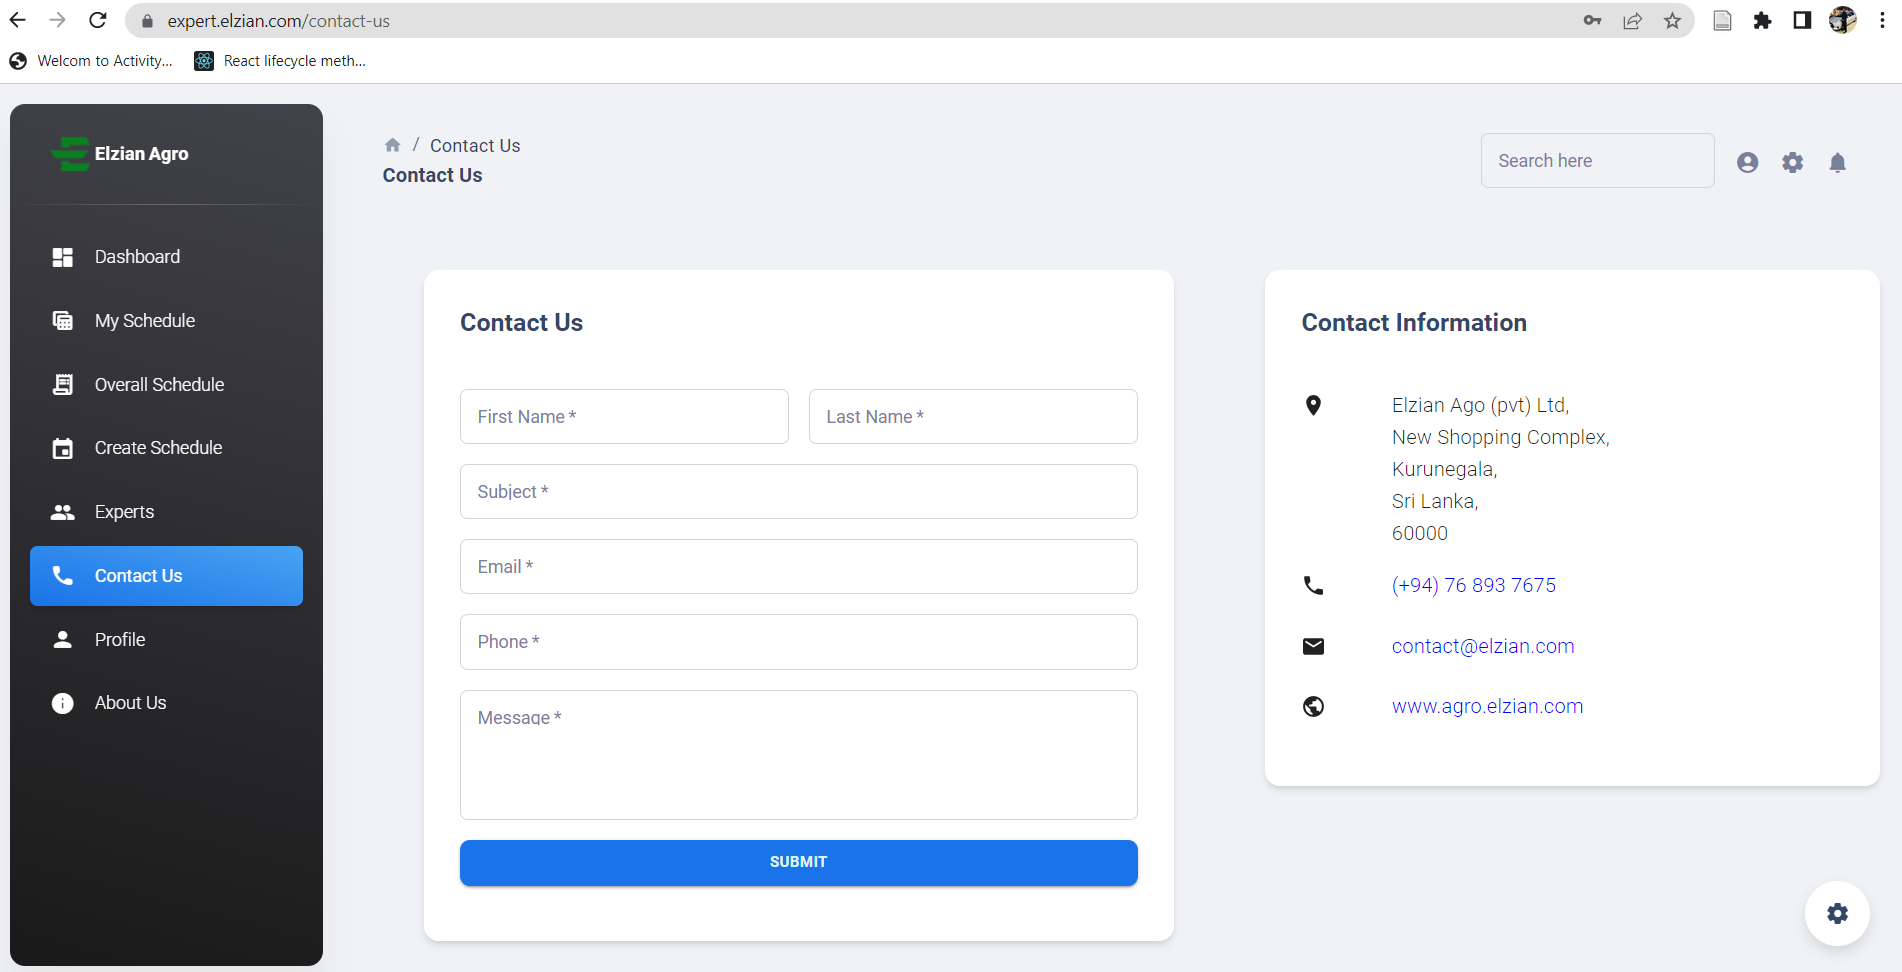 expert.elzian.com/contact-us
Welcom to Activity...
React lifecycle meth...
Elzian Agro
Dashboard
My Schedule
Overall Schedule
Create Schedule
Experts
Contact Us
Profile
About Us
/ Contact Us
Contact Us
Search here
Contact Us
First Name *
Last Name *
Subject *
Email *
Phone *
Message *
SUBMIT
Contact Information
Elzian Ago (pvt) Ltd,
New Shopping Complex,
Kurunegala,
Sri Lanka,
60000
(+94) 76 893 7675
contact@elzian.com
www.agro.elzian.com